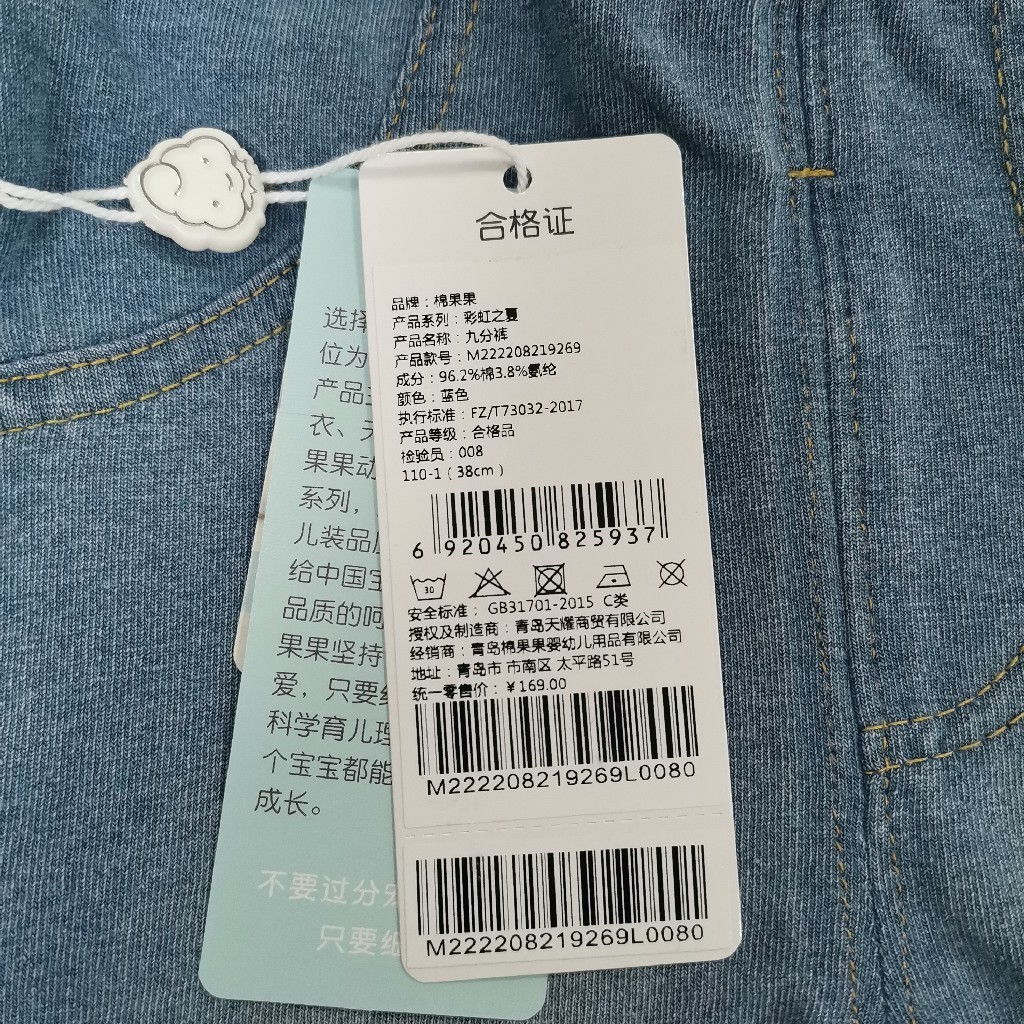 合格证
品牌：棉果果
产品系列：彩虹之夏
产品名称：九分裤
产品款号：M222208219269
成分：96.2%棉3.8%氨纶
颜色：蓝色
执行标准：FZ/T73032-2017
产品等级：合格品
检验员：008
110-1（38cm）
6 920450 825937
30
安全标准： GB31701-2015 C类
授权及制造商：青岛天耀商贸有限公司
经销商：青岛棉果果婴幼儿用品有限公司
地址：青岛市 市南区 太平路51号
统一零售价：￥169.00
M222208219269L0080
M222208219269L0080
选择
位为
产品
衣、
果果动
系列，
儿装品
给中国
品质的呵
果果坚持
爱，只要
科学育儿理
个宝宝都能
成长。
不要过分
只要给